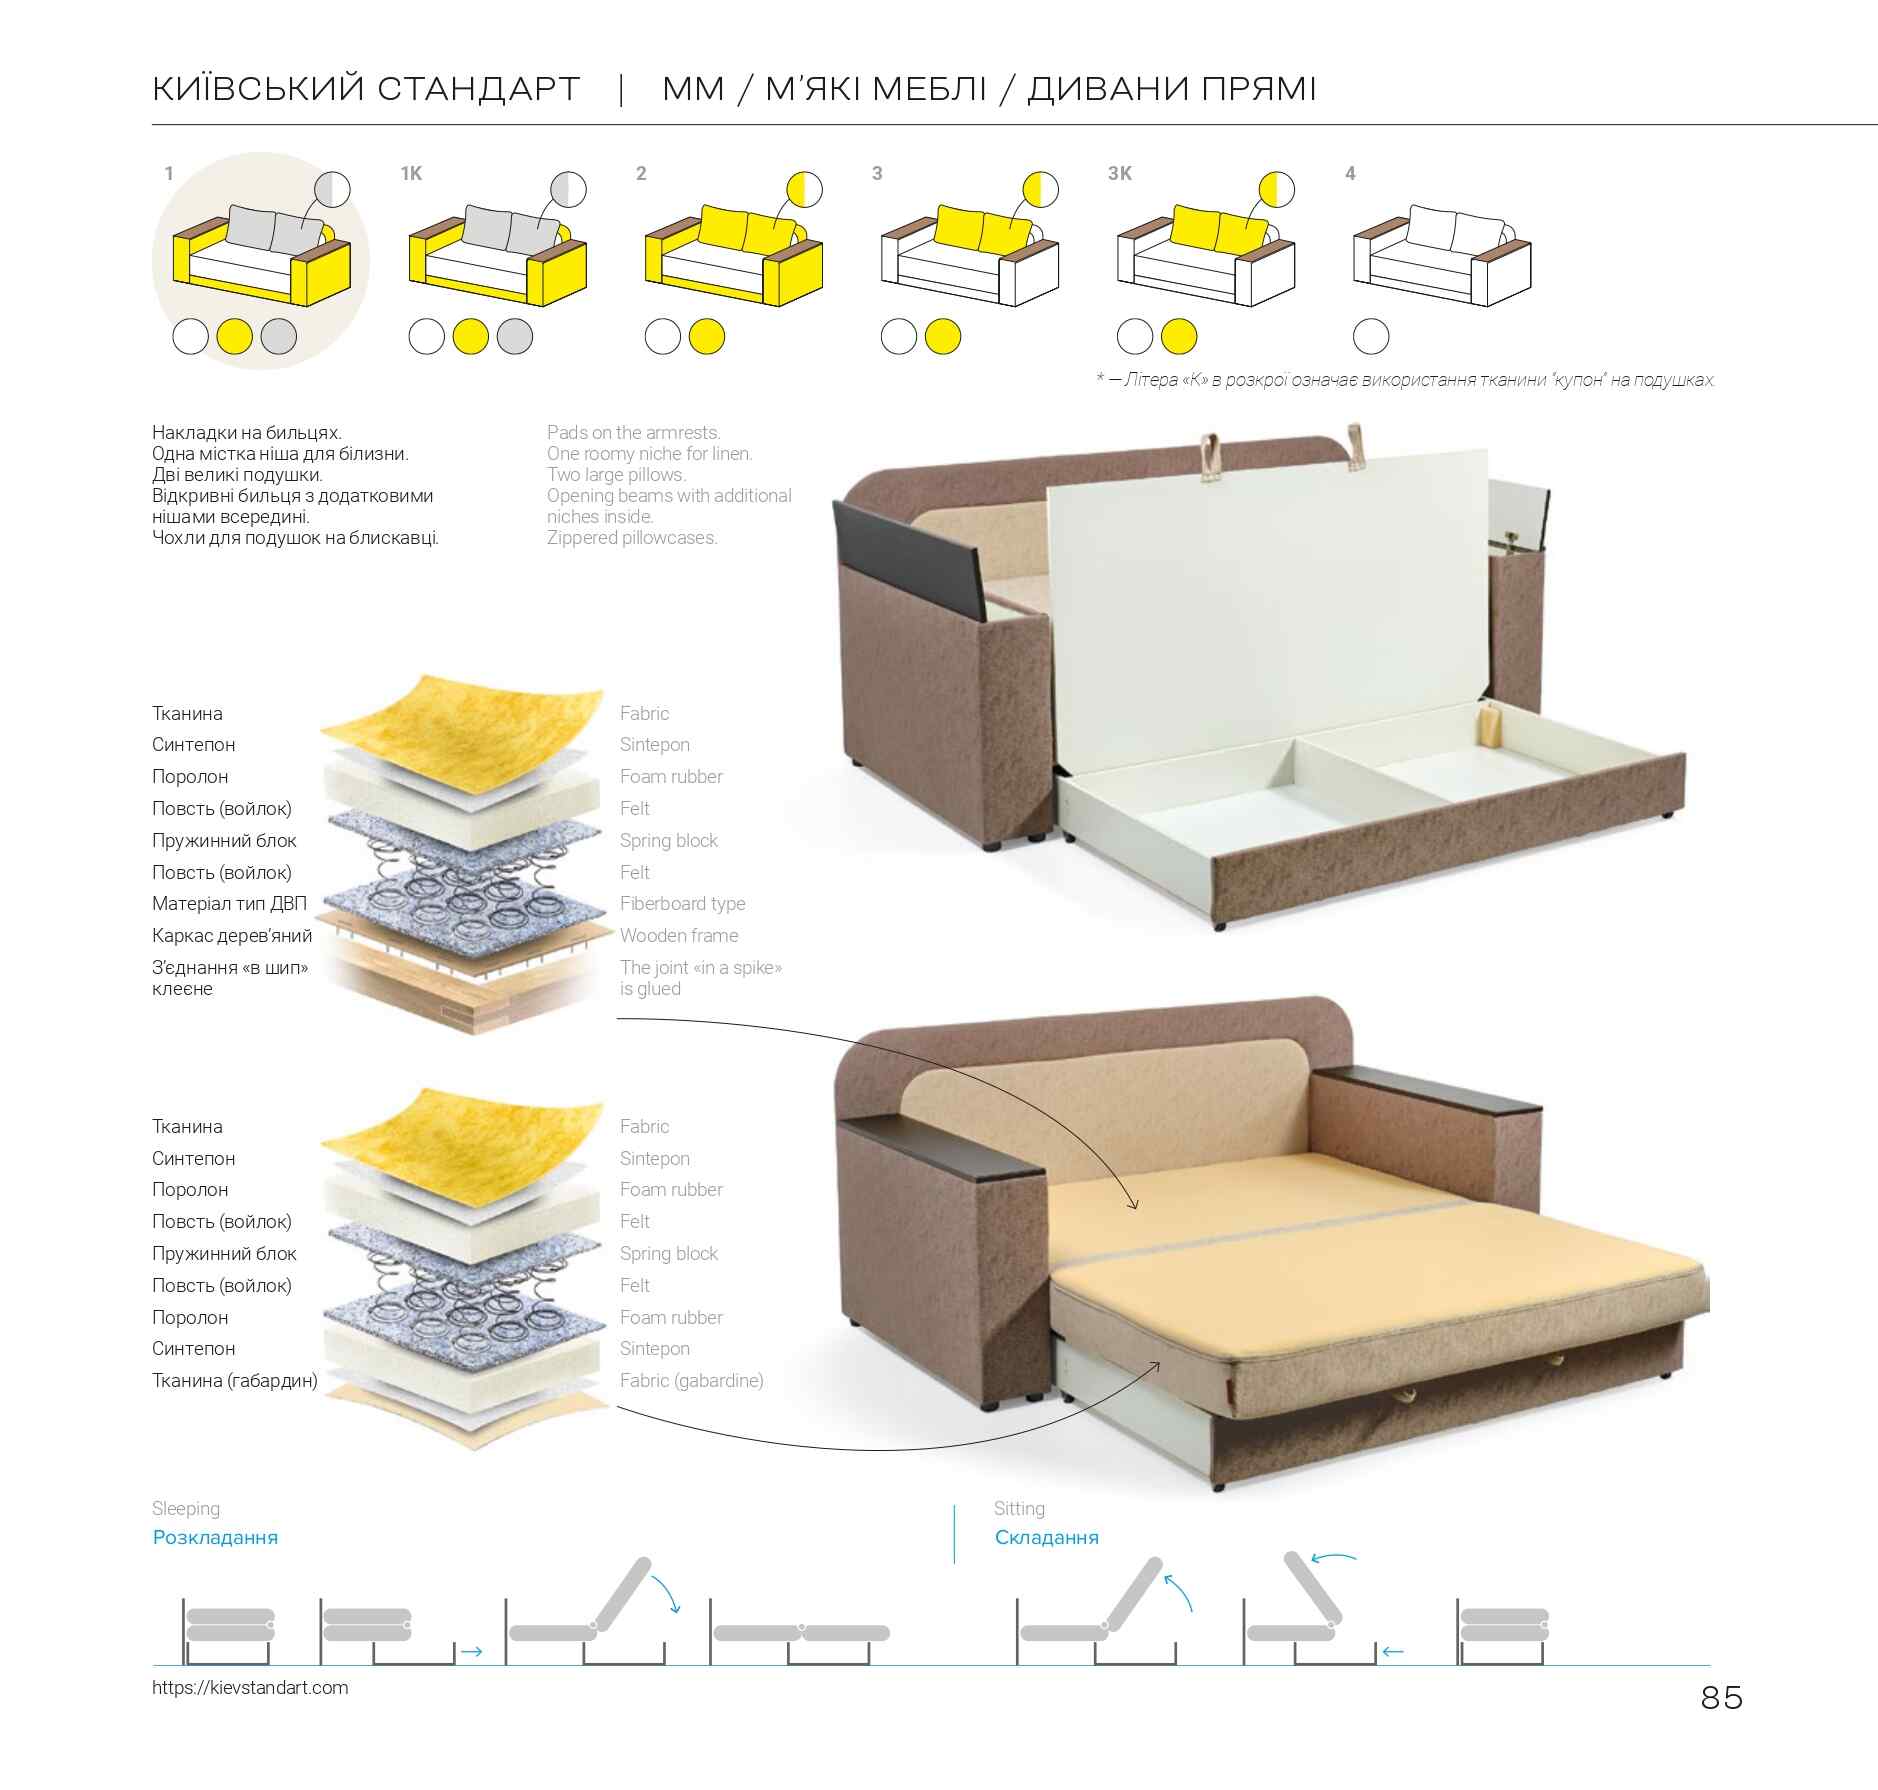 КИЇВСЬКИЙ СТАНДАРТ | ММ / М’ЯКІ МЕБЛІ / ДИВАНИ ПРЯМІ
1
1K
2
3
3K
4
* — Літера «К» в розкрої означає використання тканини “купон” на подушках.
Накладки на бильцях.
Одна містка ніша для білизни.
Дві великі подушки.
Відкривні бильця з додатковими
нішами всередині.
Чохли для подушок на блискавці.
Pads on the armrests.
One roomy niche for linen.
Two large pillows.
Opening beams with additional
niches inside.
Zippered pillowcases.
Тканина
Синтепон
Поролон
Повсть (войлок)
Пружинний блок
Повсть (войлок)
Матеріал тип ДВП
Каркас дерев’яний
З’єднання «в шип»
клеєне
Fabric
Sintepon
Foam rubber
Felt
Spring block
Felt
Fiberboard type
Wooden frame
The joint «in a spike»
is glued
Тканина
Синтепон
Поролон
Повсть (войлок)
Пружинний блок
Повсть (войлок)
Поролон
Синтепон
Тканина (габардин)
Fabric
Sintepon
Foam rubber
Felt
Spring block
Felt
Foam rubber
Sintepon
Fabric (gabardine)
Sleeping
Розкладання
Sitting
Складання
https://kievstandart.com
85